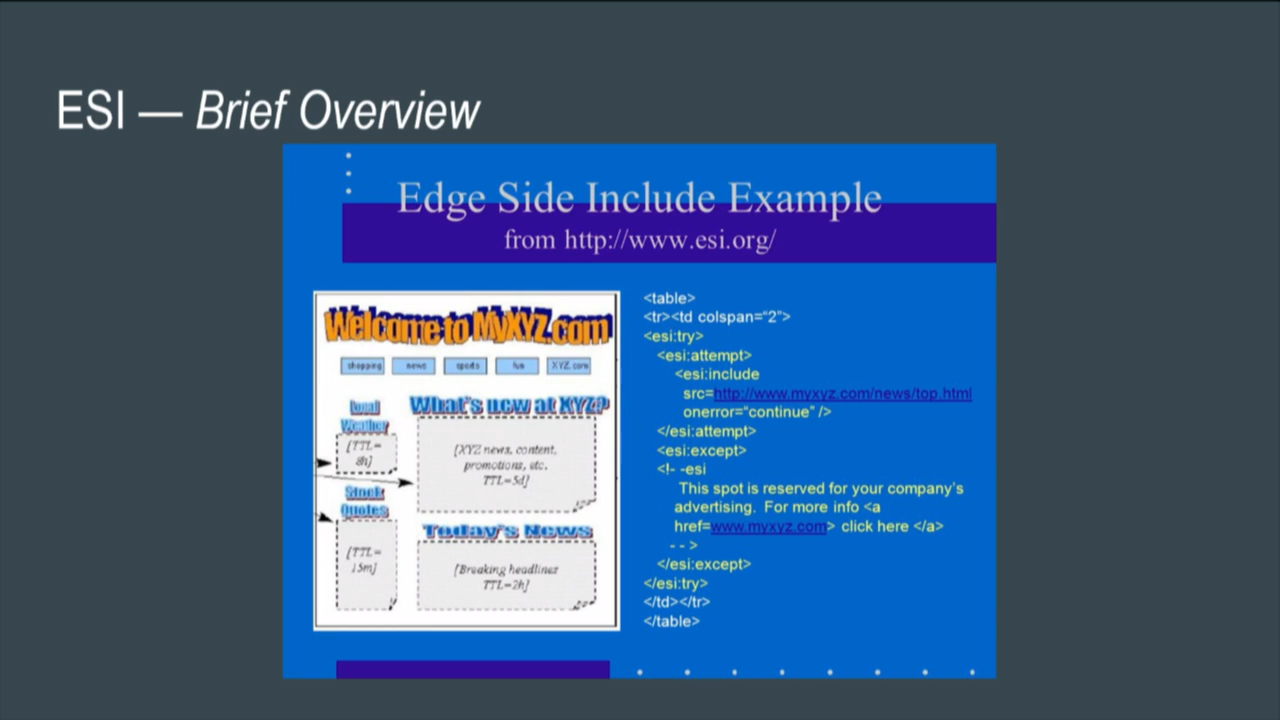 ESI — Brief Overview
Edge Side Include Example
from http://www.esi.org/
Welcome to MyXYZ.com
shopping news sports fun XYZ.com
Local
Weather
[TTL=
8h]
Stock
Quotes
[TTL=
15m]
What's new at XYZ?
[XYZ news, content,
promotions, etc.
TTL=5d]
Today's News
[Breaking headlines
TTL=2h]
<table>
<tr><td colspan="2">
<esi:try>
<esi:attempt>
<esi:include
src=http://www.myxyz.com/news/top.html
onerror="continue" />
</esi:attempt>
<esi:except>
<!- -esi
This spot is reserved for your company's
advertising. For more info <a
href=www.myxyz.com> click here </a>
- - >
</esi:except>
</esi:try>
</td></tr>
</table>